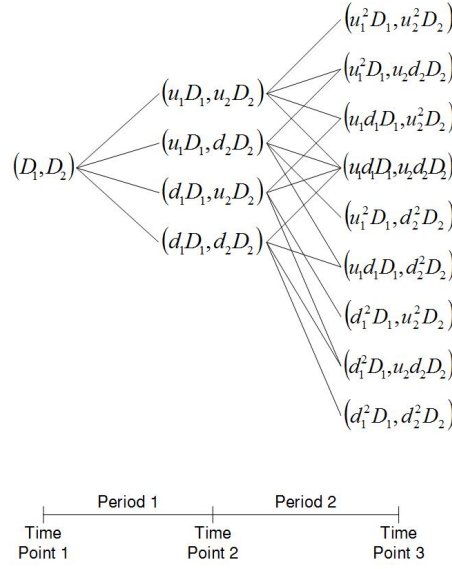 (u₁²D₁, u₂²D₂)
(u₁²D₁, u₂d₂D₂)
(u₁D₁, u₂D₂)
(u₁d₁D₁, u₂²D₂)
(u₁D₁, d₂D₂)
(D₁, D₂)
(u₁d₁D₁, u₂d₂D₂)
(d₁D₁, u₂D₂)
(u₁²D₁, d₂²D₂)
(d₁D₁, d₂D₂)
(u₁d₁D₁, d₂²D₂)
(d₁²D₁, u₂²D₂)
(d₁²D₁, u₂d₂D₂)
(d₁²D₁, d₂²D₂)
Period 1 Period 2
Time Time Time
Point 1 Point 2 Point 3